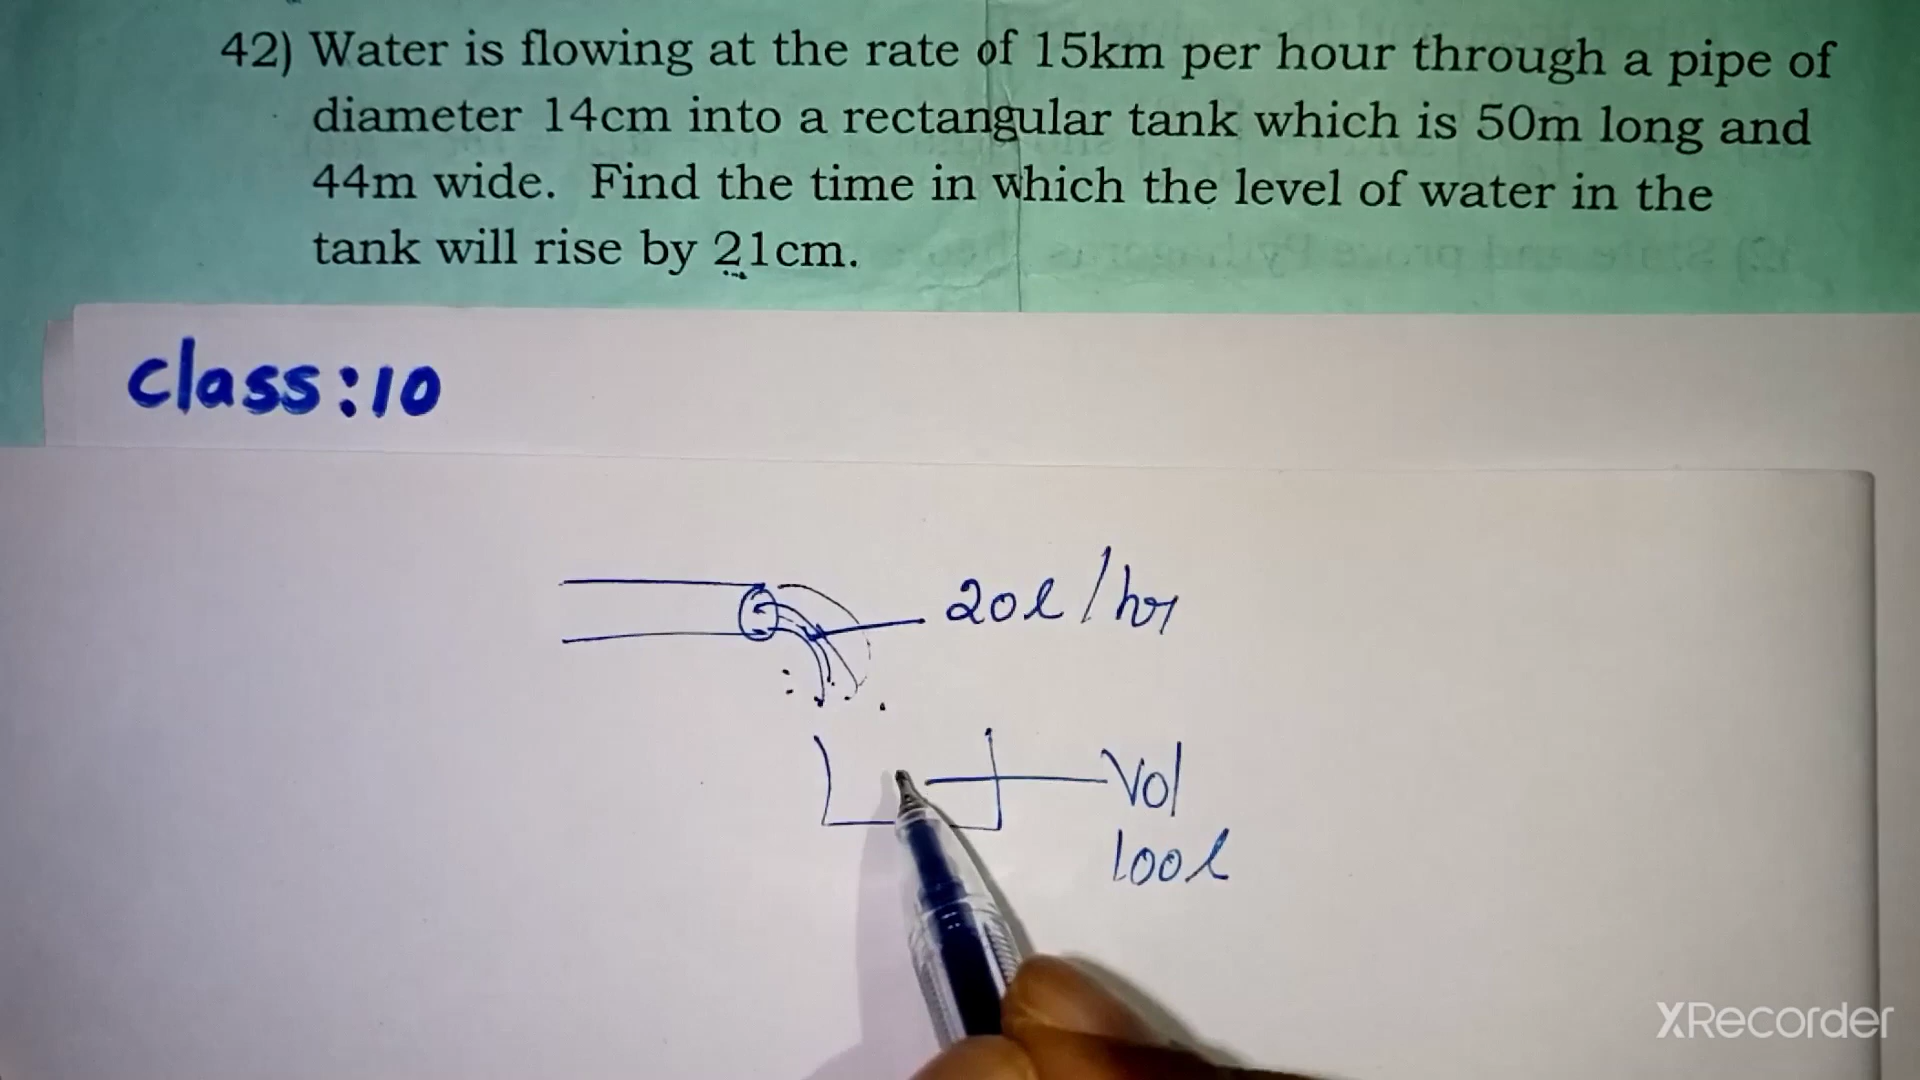 42) Water is flowing at the rate of 15km per hour through a pipe of
diameter 14cm into a rectangular tank which is 50m long and
44m wide. Find the time in which the level of water in the
tank will rise by 21cm.
class:10
20l/hr
Vol
100l
XRecorder